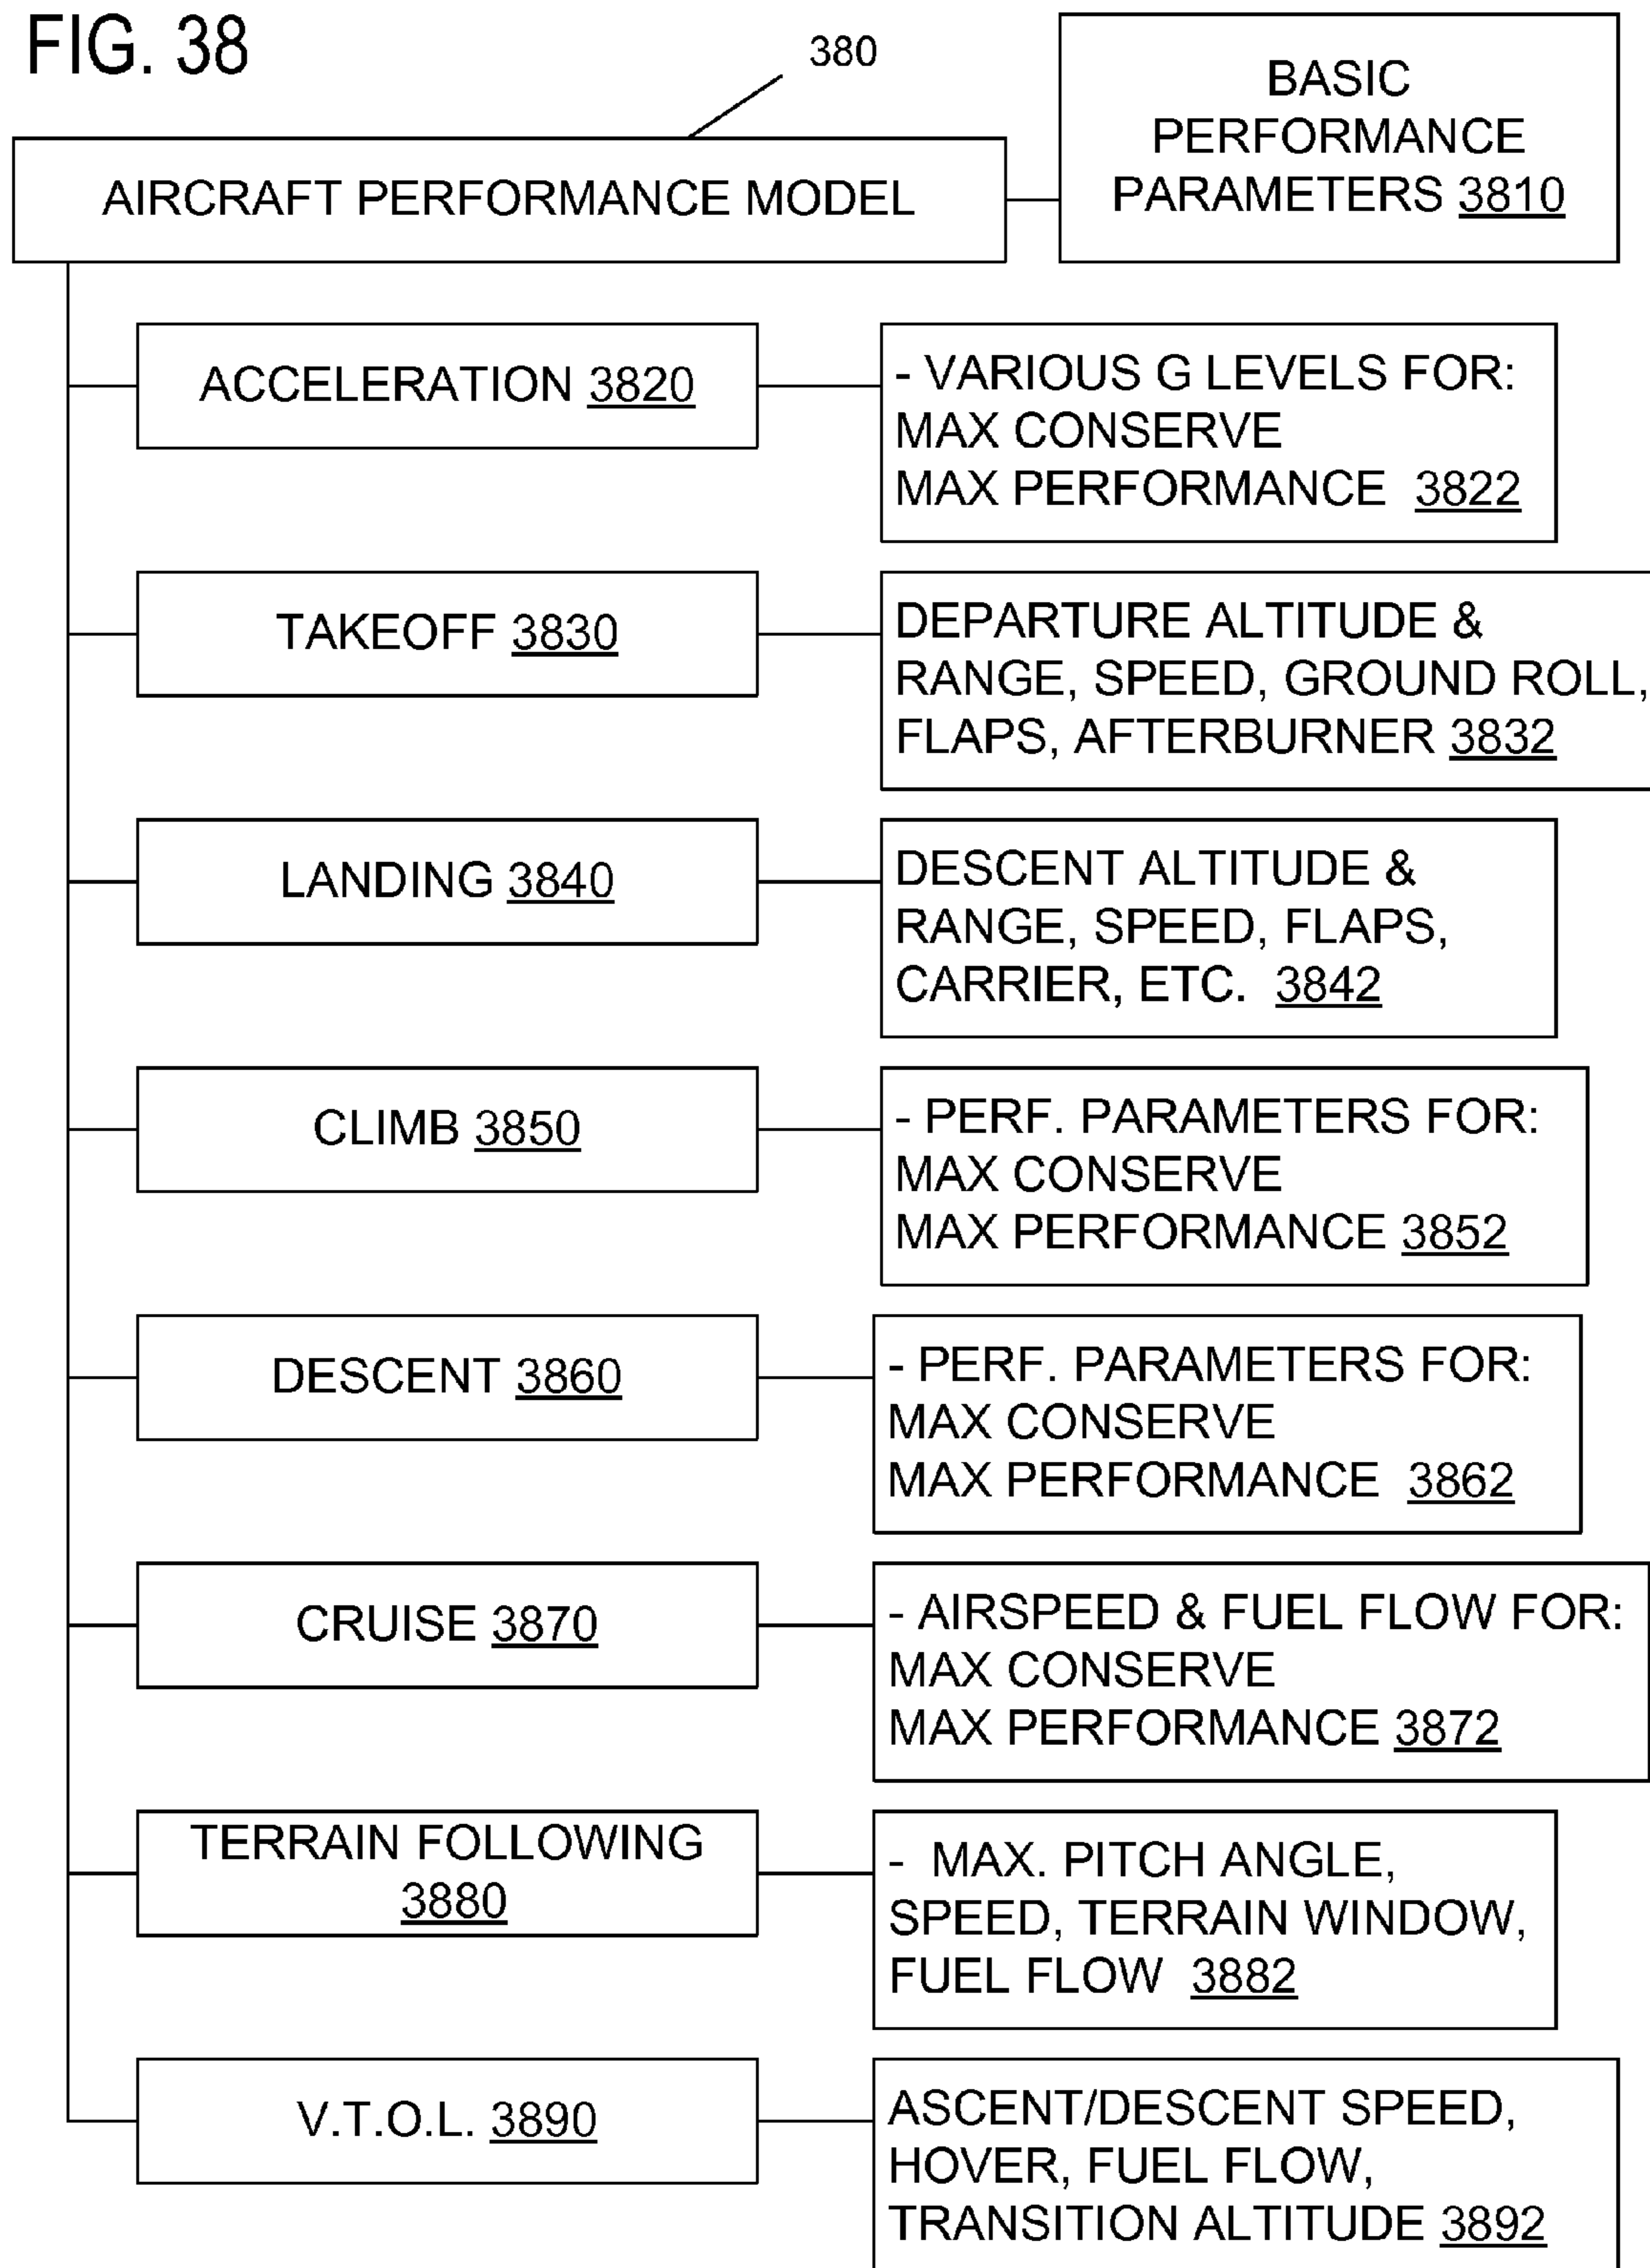 FIG. 38
380
BASIC
PERFORMANCE
PARAMETERS 3810
AIRCRAFT PERFORMANCE MODEL
ACCELERATION 3820
- VARIOUS G LEVELS FOR:
MAX CONSERVE
MAX PERFORMANCE 3822
TAKEOFF 3830
DEPARTURE ALTITUDE &
RANGE, SPEED, GROUND ROLL,
FLAPS, AFTERBURNER 3832
LANDING 3840
DESCENT ALTITUDE &
RANGE, SPEED, FLAPS,
CARRIER, ETC. 3842
CLIMB 3850
- PERF. PARAMETERS FOR:
MAX CONSERVE
MAX PERFORMANCE 3852
DESCENT 3860
- PERF. PARAMETERS FOR:
MAX CONSERVE
MAX PERFORMANCE 3862
CRUISE 3870
- AIRSPEED & FUEL FLOW FOR:
MAX CONSERVE
MAX PERFORMANCE 3872
TERRAIN FOLLOWING
3880
- MAX. PITCH ANGLE,
SPEED, TERRAIN WINDOW,
FUEL FLOW 3882
V.T.O.L. 3890
ASCENT/DESCENT SPEED,
HOVER, FUEL FLOW,
TRANSITION ALTITUDE 3892